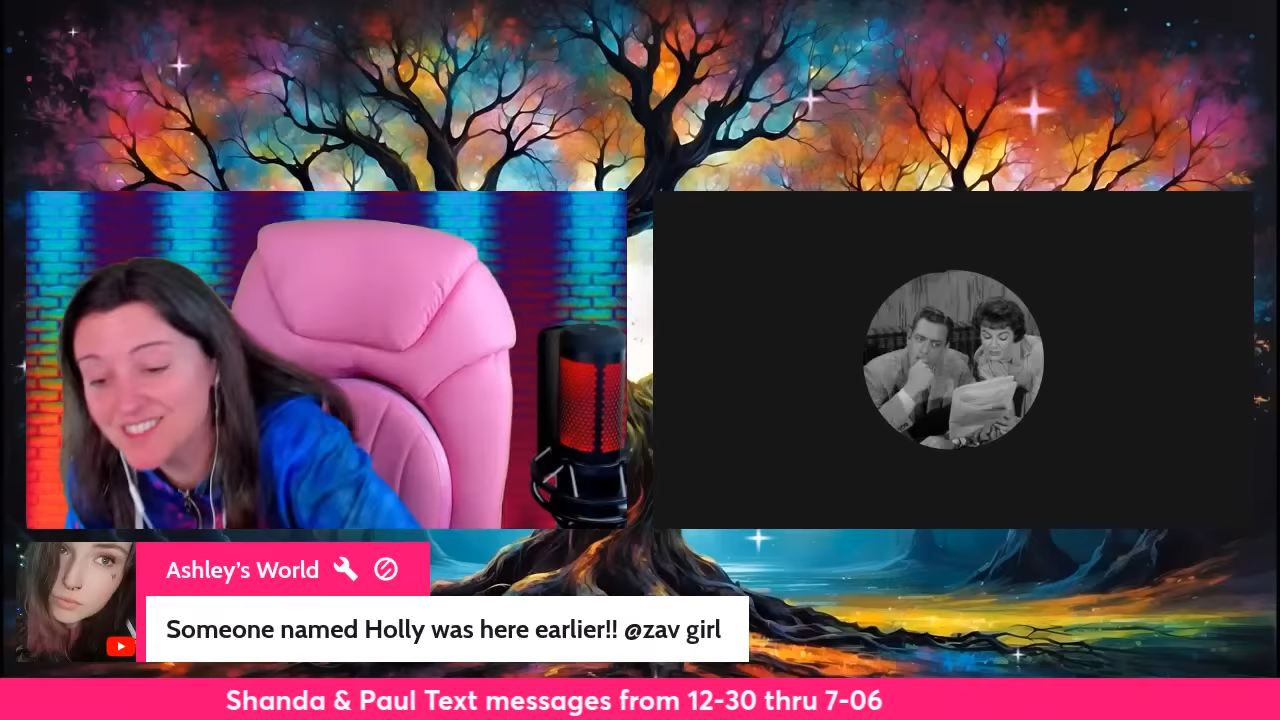 Ashley's World
Someone named Holly was here earlier!! @zav girl
Shanda & Paul Text messages from 12-30 thru 7-06